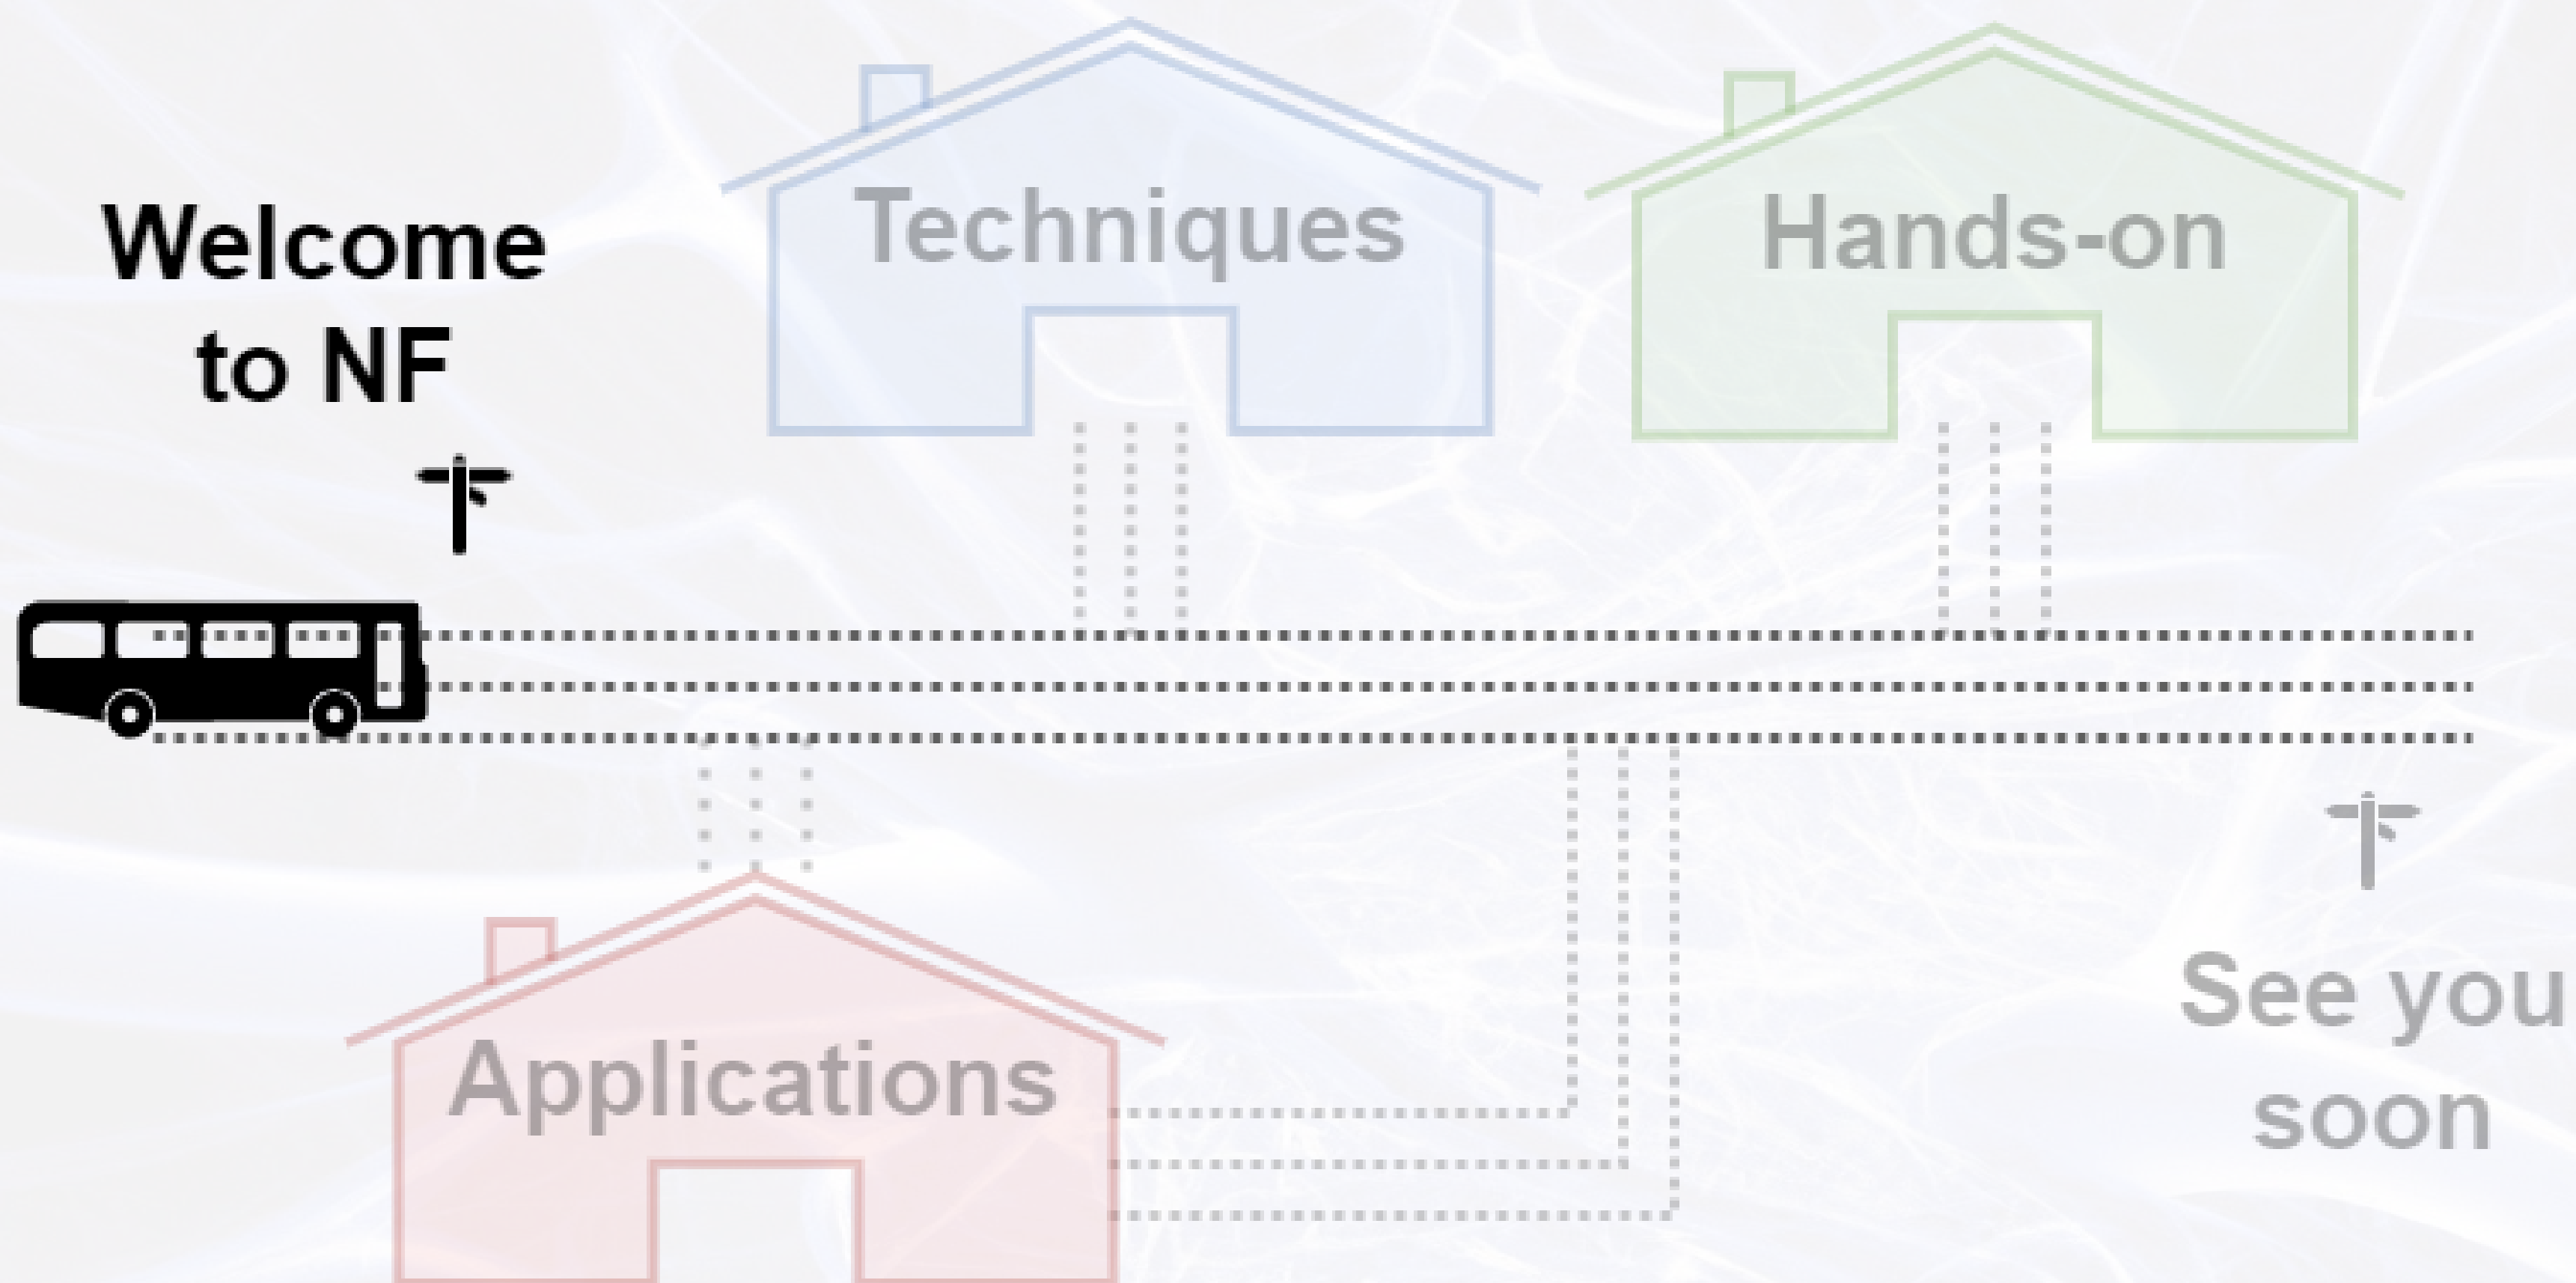 Welcome
to NF
Techniques
Hands-on
Applications
See you
soon